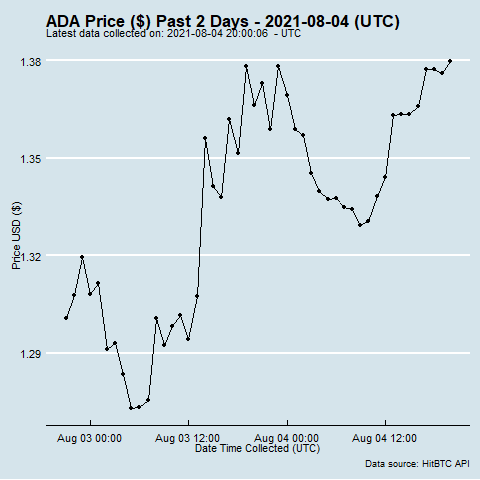 ADA Price ($) Past 2 Days - 2021-08-04 (UTC)
Latest data collected on: 2021-08-04 20:00:06  - UTC
1.38
1.35
1.32
1.29
Price USD ($)
Aug 03 00:00 Aug 03 12:00 Aug 04 00:00 Aug 04 12:00
Date Time Collected (UTC)
Data source: HitBTC API